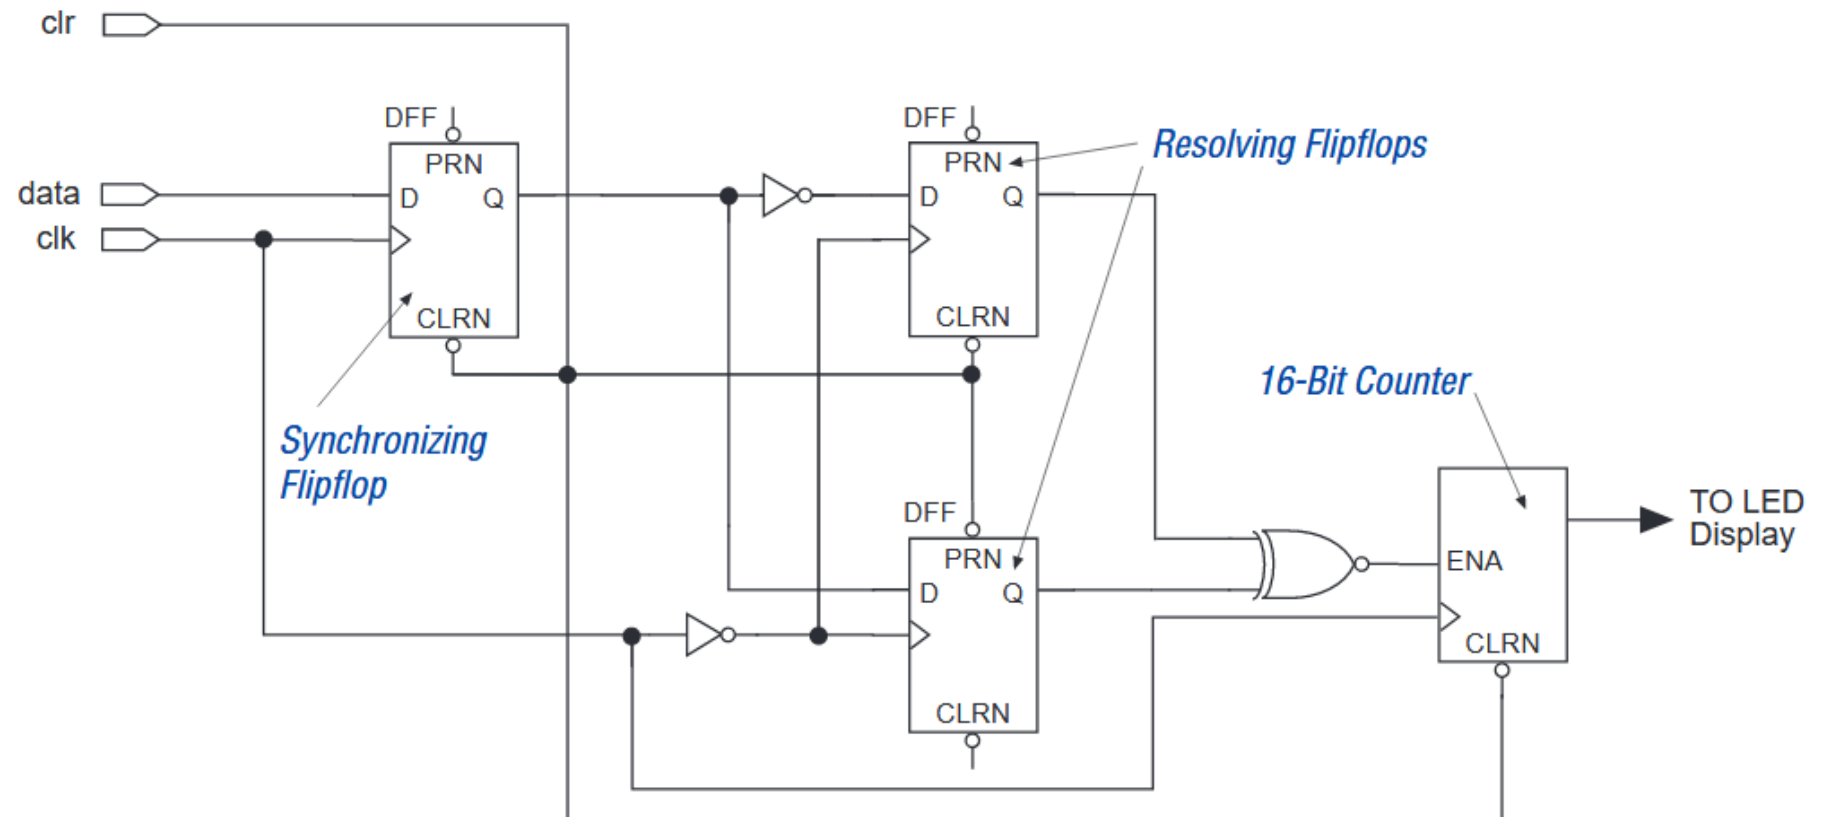 clr
DFF
PRN
data
D
Q
clk
CLRN
Synchronizing
Flipflop
DFF
PRN
D
Q
CLRN
Resolving Flipflops
DFF
PRN
D
Q
CLRN
16-Bit Counter
ENA
CLRN
TO LED
Display